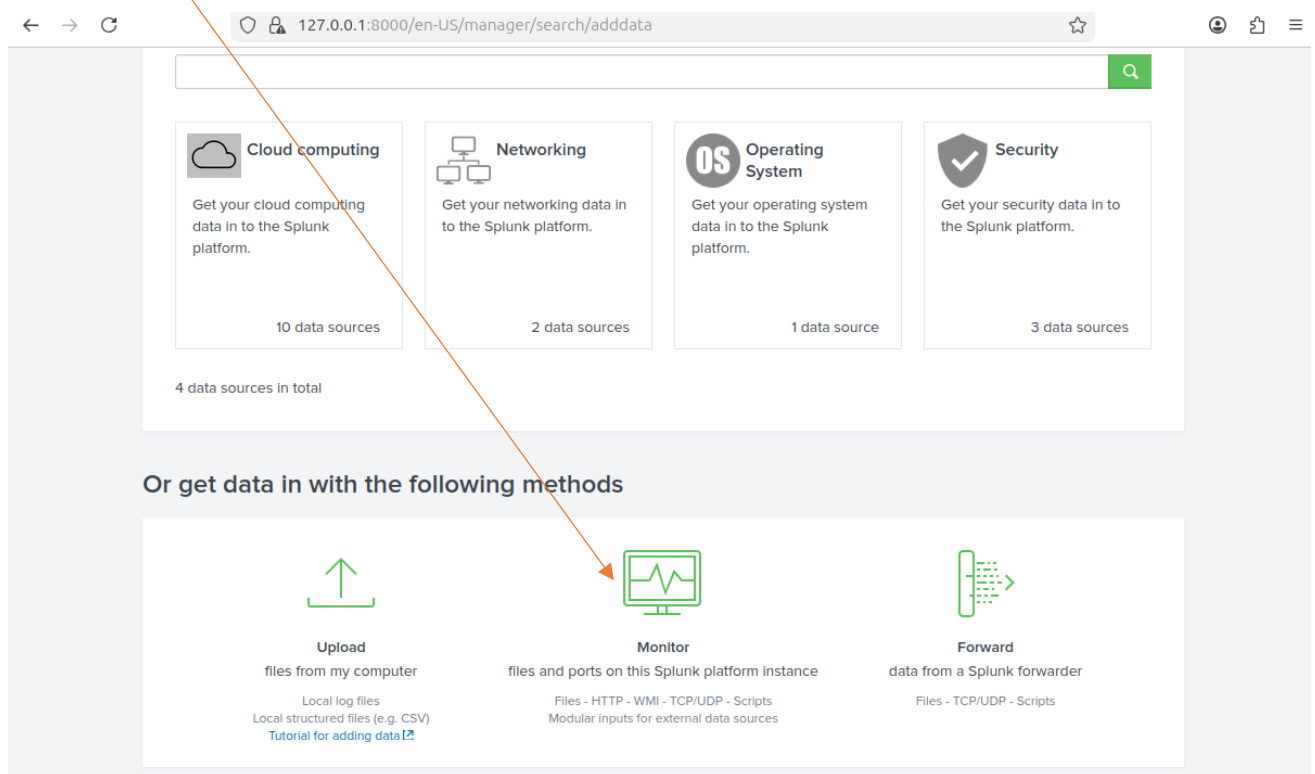 127.0.0.1:8000/en-US/manager/search/adddata
Cloud computing
Get your cloud computing
data in to the Splunk
platform.
10 data sources
Networking
Get your networking data in
to the Splunk platform.
2 data sources
OS
Operating
System
Get your operating system
data in to the Splunk
platform.
1 data source
Security
Get your security data in to
the Splunk platform.
3 data sources
4 data sources in total
Or get data in with the following methods
Upload
files from my computer
Local log files
Local structured files (e.g. CSV)
Tutorial for adding data
Monitor
files and ports on this Splunk platform instance
Files - HTTP - WMI - TCP/UDP - Scripts
Modular inputs for external data sources
Forward
data from a Splunk forwarder
Files - TCP/UDP - Scripts